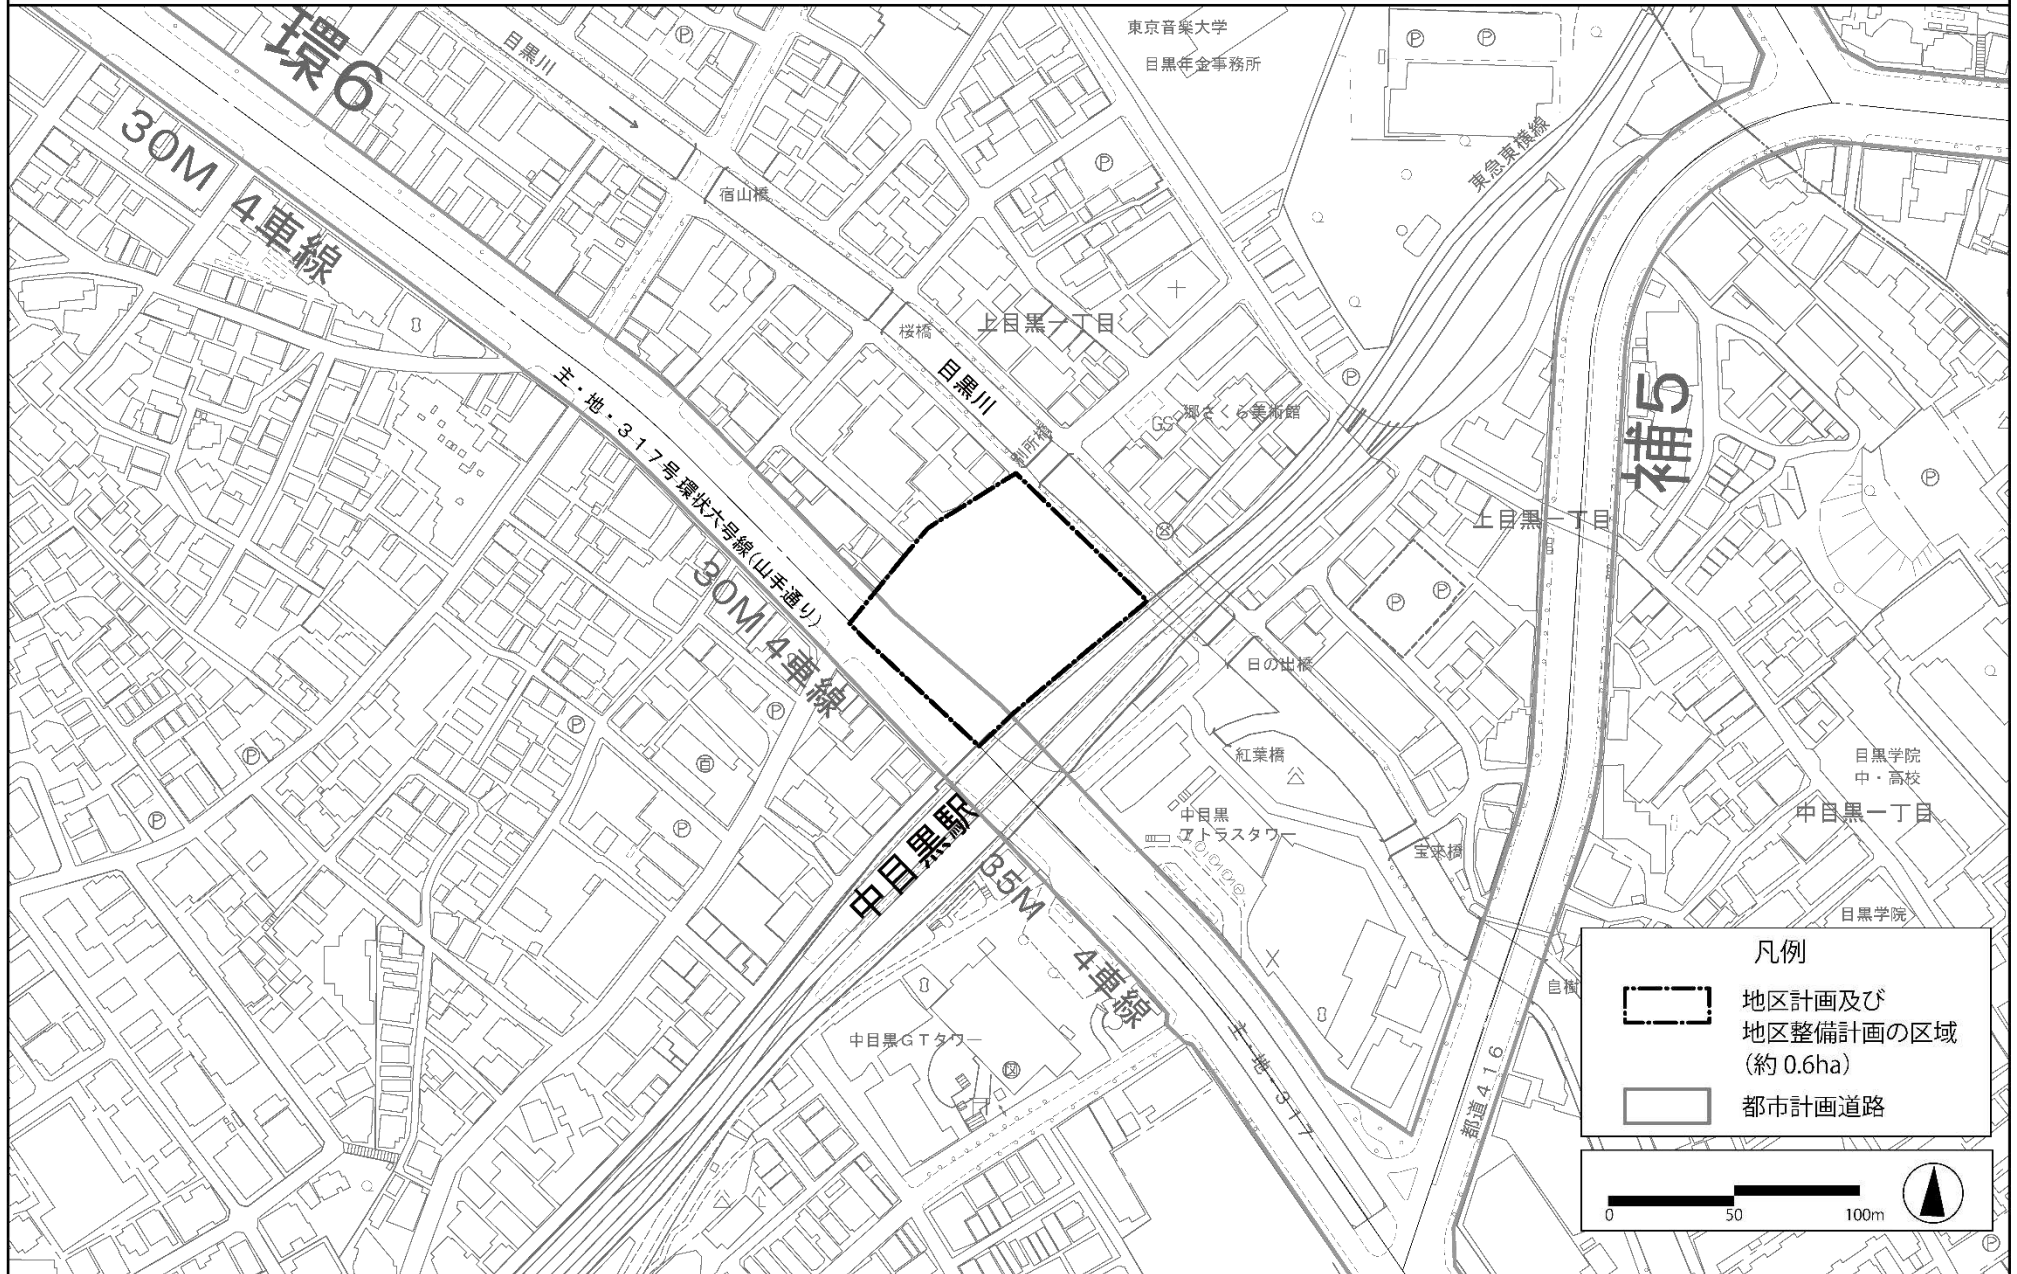 東京音楽大学
目黒年金事務所
環6
目黒川
30M
4車線
宿山橋
東急東横線
桜橋
上目黒一丁目
目黒川
主・地・317号環状六号線(山手通り)
GS
郷さくら美術館
別所橋
補5
上目黒一丁目
30M 4車線
日の出橋
紅葉橋
目黒学院
中・高校
中目黒一丁目
中目黒
アトラスタワー
宝来橋
中目黒駅
35M
4車線
目黒学院
中目黒GTタワー
主・地・317
都道416
凡例
地区計画及び
地区整備計画の区域
(約 0.6ha)
都市計画道路
0 50 100m